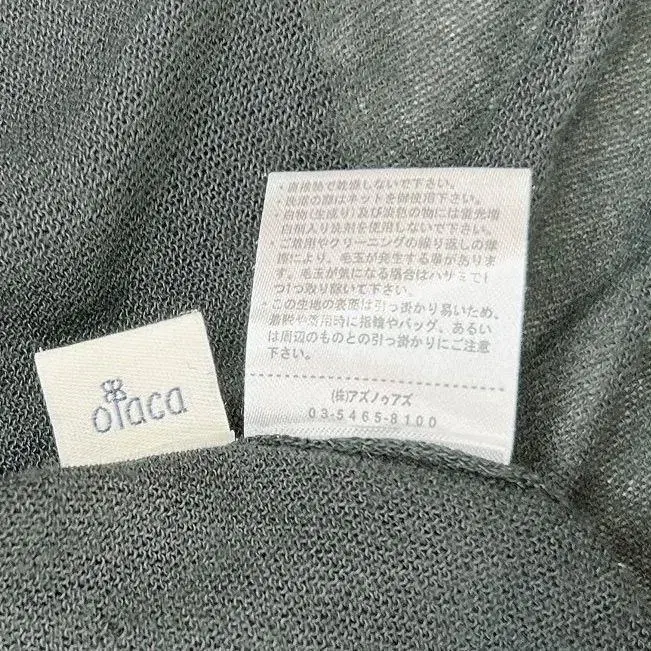 ・直接熱で乾燥しないで下さい。
・洗濯の際はネットを御使用下さい。
・白物(生成り)及び淡色の物には蛍光増
白剤入り洗剤を使用しないで下さい。
・ご着用やクリーニングの繰り返しの摩
擦により、毛玉が発生する事がありま
す。毛玉が気になる場合はハサミで1
つ1つ取り除いて下さい。
・この生地の表面は引っ掛かり易いため、
着脱や着用時に指輪やバッグ、あるい
は周辺のものとの引っ掛かりにご注意
下さい。
(株)アズノゥアズ
03-5465-8100
olaca